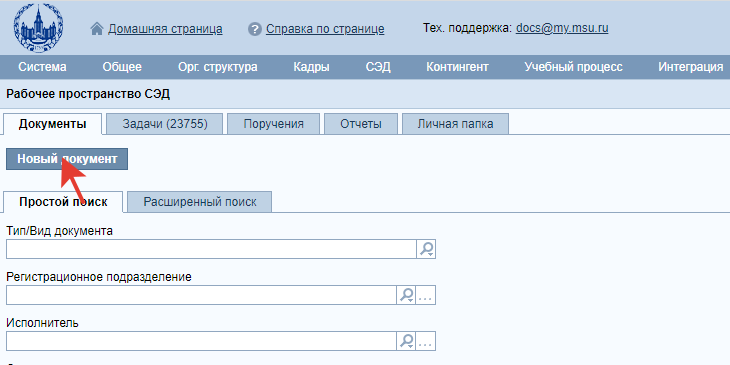 Домашняя страница Справка по странице Тех. поддержка: docs@my.msu.ru
Система Общее Орг. структура Кадры СЭД Контингент Учебный процесс Интеграция
Рабочее пространство СЭД
Документы Задачи (23755) Поручения Отчеты Личная папка
Новый документ
Простой поиск Расширенный поиск
Тип/Вид документа
Регистрационное подразделение
...
Исполнитель
...